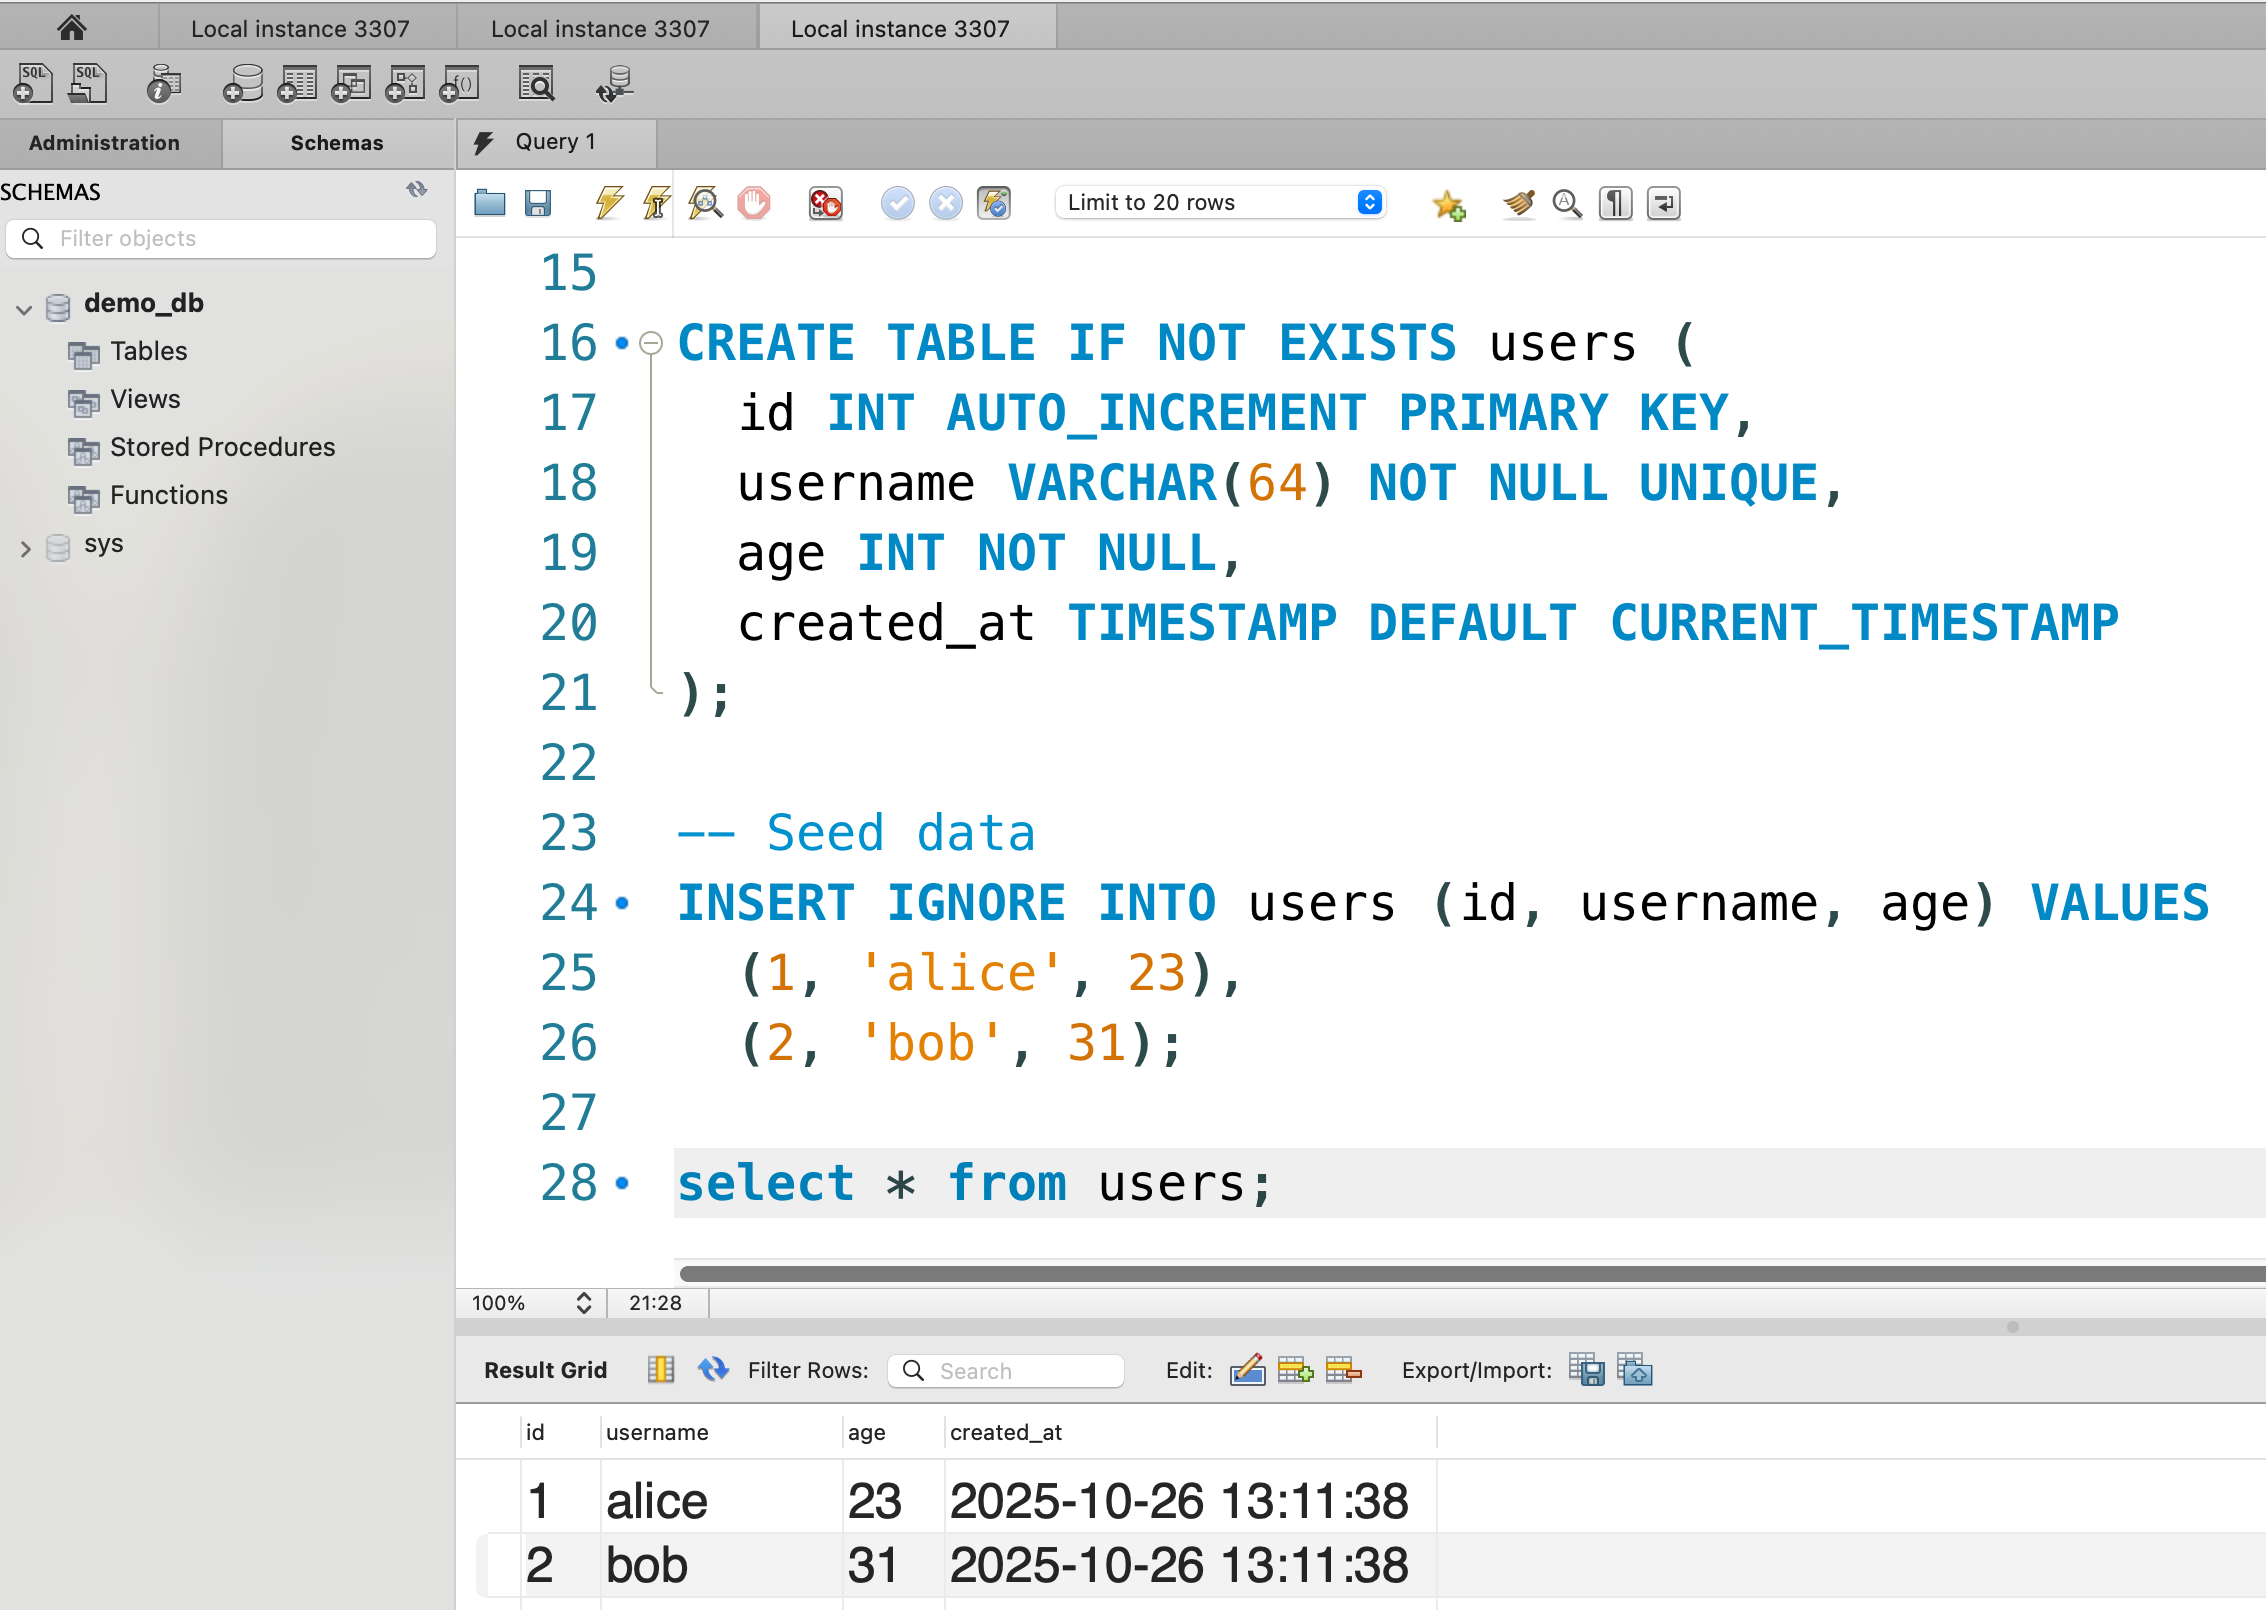 Local instance 3307 Local instance 3307 Local instance 3307
SQL SQL
Administration Schemas Query 1
SCHEMAS
Limit to 20 rows
Filter objects
demo_db
Tables
Views
Stored Procedures
Functions
sys
15
16 CREATE TABLE IF NOT EXISTS users (
17 id INT AUTO_INCREMENT PRIMARY KEY,
18 username VARCHAR(64) NOT NULL UNIQUE,
19 age INT NOT NULL,
20 created_at TIMESTAMP DEFAULT CURRENT_TIMESTAMP
21 );
22
23 -- Seed data
24 INSERT IGNORE INTO users (id, username, age) VALUES
25 (1, 'alice', 23),
26 (2, 'bob', 31);
27
28 select * from users;
100% 21:28
Result Grid Filter Rows: Search Edit: Export/Import:
id username age created_at
1 alice 23 2025-10-26 13:11:38
2 bob 31 2025-10-26 13:11:38